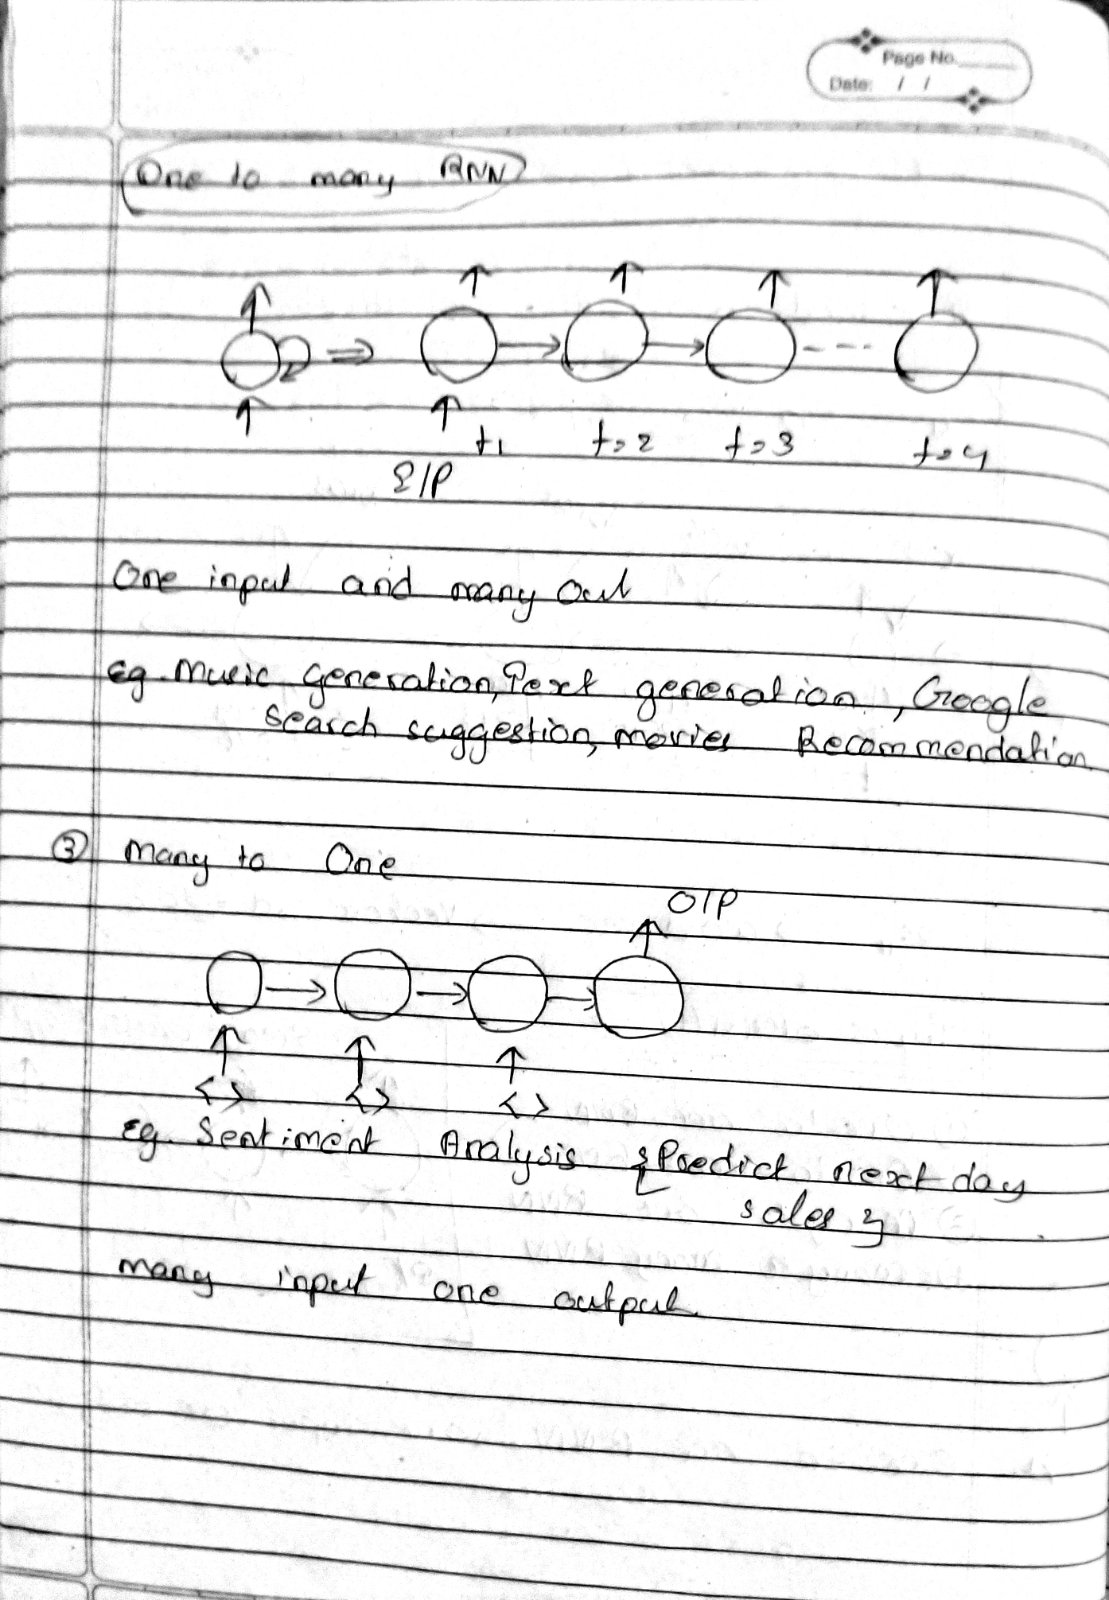 Page No.
Date: / /
One to many RNN
t1 t=2 t=3 t=4
I/P
One input and many out
eg. Music generation, Text generation, Google
search suggestion, movies Recommendation
③ Many to One
O/P
< > < > < >
eg. Sentiment Analysis {Predict next day
sales }
many input one output.